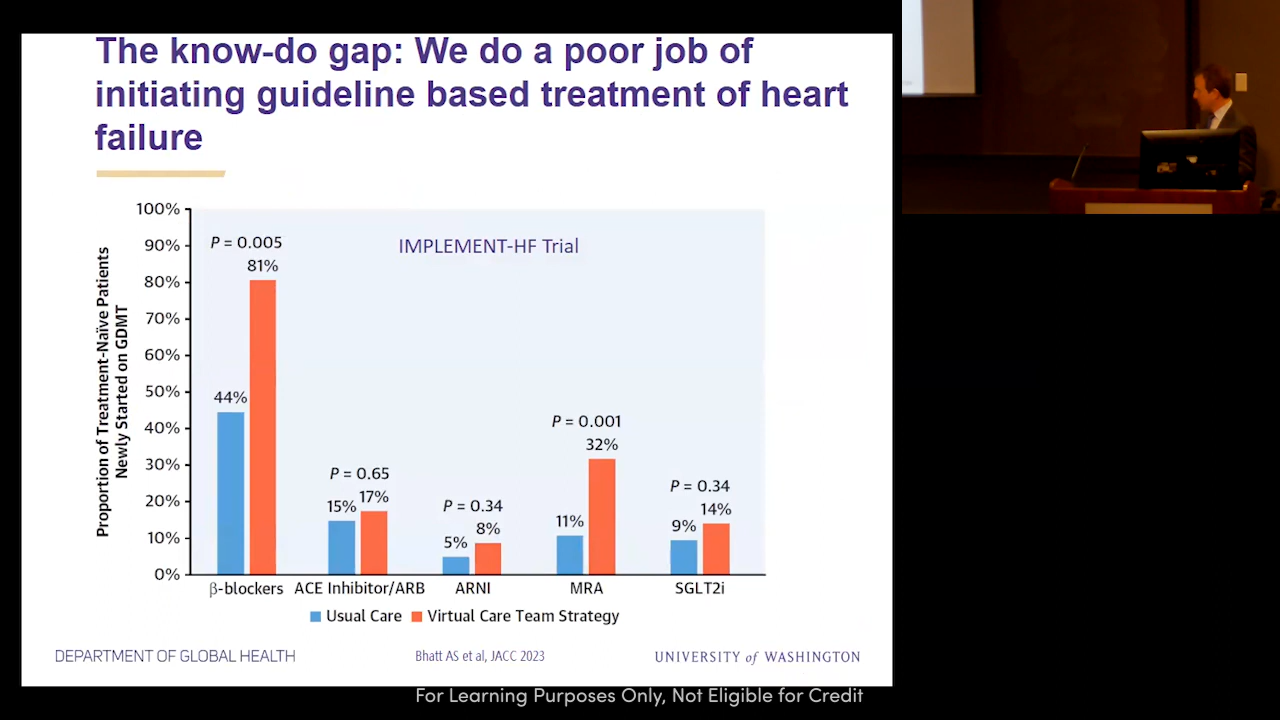 The know-do gap: We do a poor job of
initiating guideline based treatment of heart
failure
Proportion of Treatment-Naïve Patients
Newly Started on GDMT
100%
90%
80%
70%
60%
50%
40%
30%
20%
10%
0%
IMPLEMENT-HF Trial
P = 0.005
81%
44%
P = 0.65
15%
17%
P = 0.34
5%
8%
P = 0.001
11%
32%
P = 0.34
9%
14%
β-blockers ACE Inhibitor/ARB ARNI MRA SGLT2i
Usual Care Virtual Care Team Strategy
DEPARTMENT OF GLOBAL HEALTH Bhatt AS et al, JACC 2023 UNIVERSITY of WASHINGTON
For Learning Purposes Only, Not Eligible for Credit